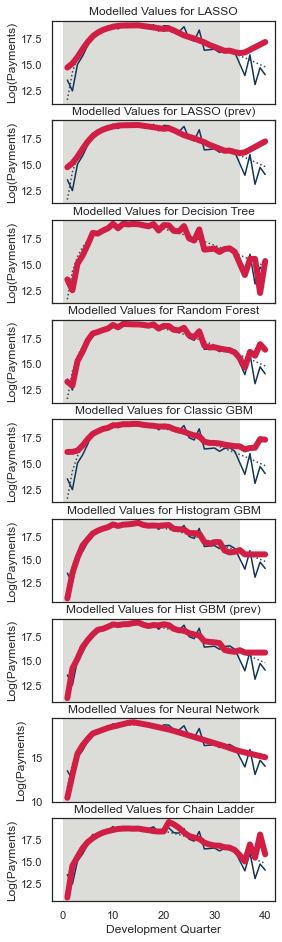 Modelled Values for LASSO
Log(Payments)
17.5
15.0
12.5
Modelled Values for LASSO (prev)
Log(Payments)
17.5
15.0
12.5
Modelled Values for Decision Tree
Log(Payments)
17.5
15.0
12.5
Modelled Values for Random Forest
Log(Payments)
17.5
15.0
12.5
Modelled Values for Classic GBM
Log(Payments)
17.5
15.0
12.5
Modelled Values for Histogram GBM
Log(Payments)
17.5
15.0
12.5
Modelled Values for Hist GBM (prev)
Log(Payments)
17.5
15.0
12.5
Modelled Values for Neural Network
Log(Payments)
15
10
Modelled Values for Chain Ladder
Log(Payments)
17.5
15.0
12.5
0 10 20 30 40
Development Quarter